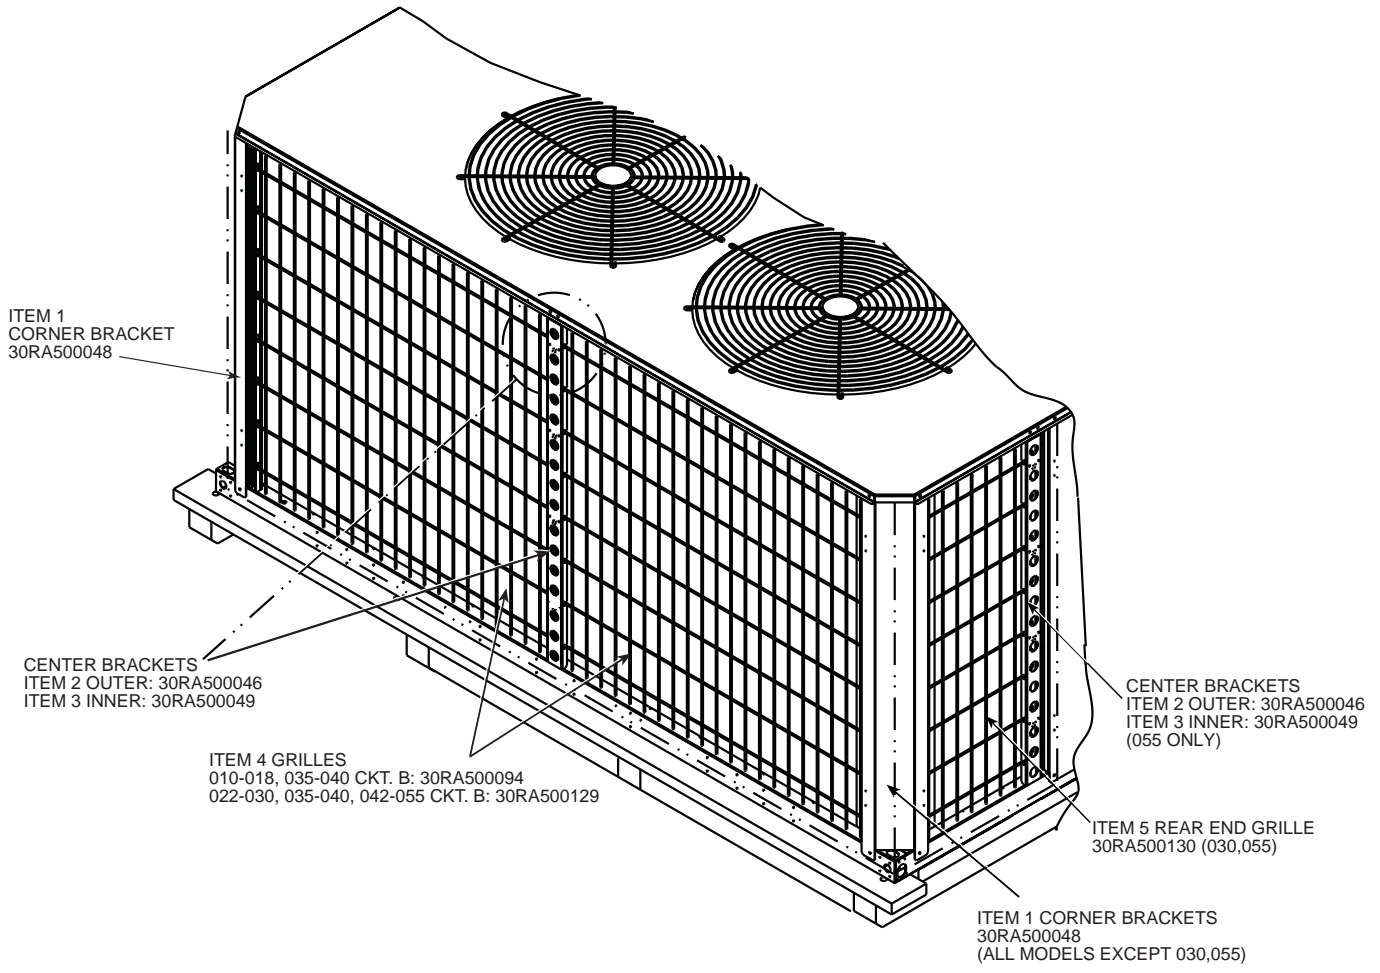 ITEM 1
CORNER BRACKET
30RA500048
CENTER BRACKETS
ITEM 2 OUTER: 30RA500046
ITEM 3 INNER: 30RA500049
ITEM 4 GRILLES
010-018, 035-040 CKT. B: 30RA500094
022-030, 035-040, 042-055 CKT. B: 30RA500129
CENTER BRACKETS
ITEM 2 OUTER: 30RA500046
ITEM 3 INNER: 30RA500049
(055 ONLY)
ITEM 5 REAR END GRILLE
30RA500130 (030,055)
ITEM 1 CORNER BRACKETS
30RA500048
(ALL MODELS EXCEPT 030,055)